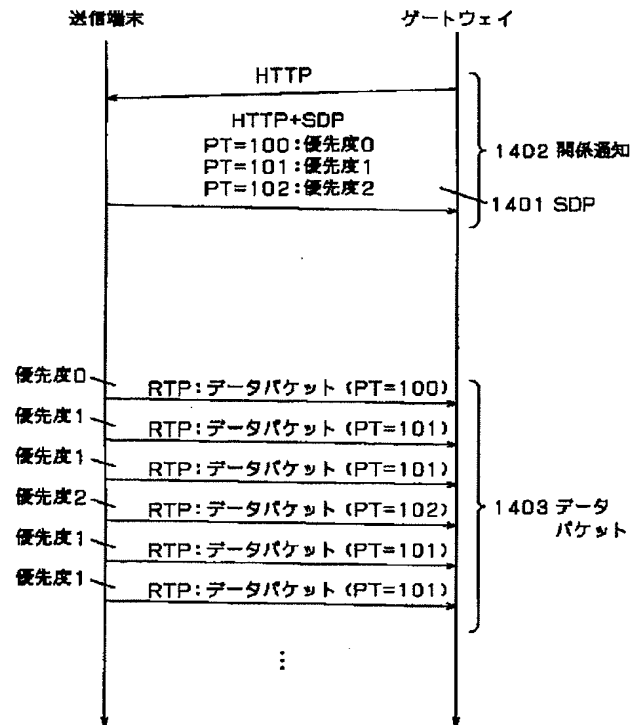 送信端末
ゲートウェイ
HTTP
HTTP+SDP
PT=100:優先度0
PT=101:優先度1
PT=102:優先度2
1402 関係通知
1401 SDP
優先度0
RTP:データパケット(PT=100)
優先度1
RTP:データパケット(PT=101)
優先度1
RTP:データパケット(PT=101)
優先度2
RTP:データパケット(PT=102)
優先度1
RTP:データパケット(PT=101)
優先度1
RTP:データパケット(PT=101)
1403 データ
パケット
⋮